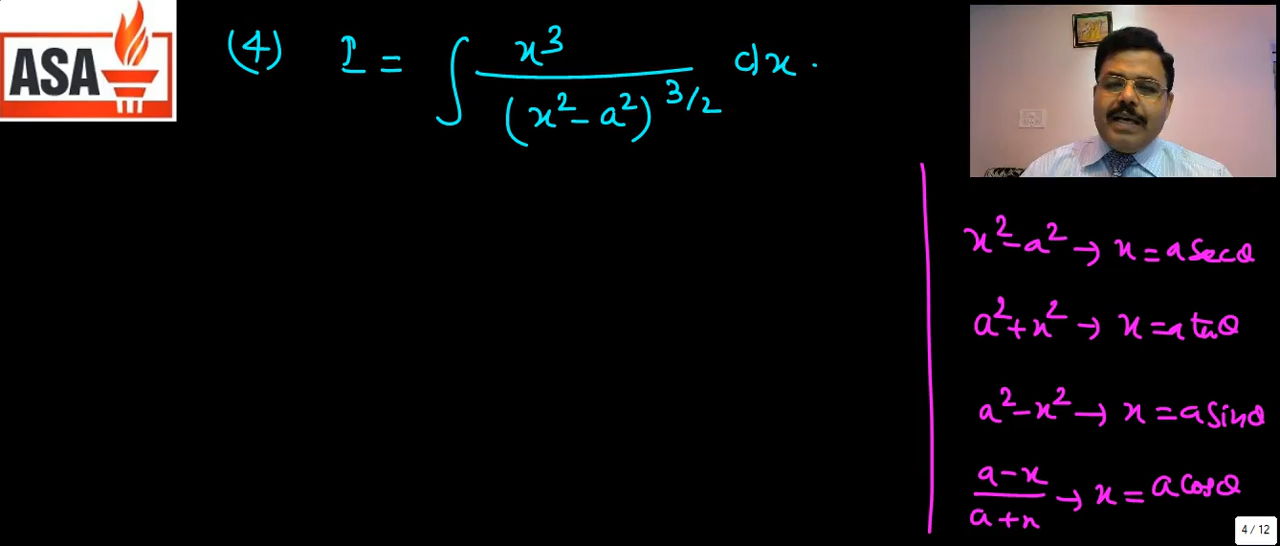 ASA
(4) I = ∫ x³ / (x² - a²)^3/2 dx.
x² - a² → x = a secθ
a² + x² → x = a tanθ
a² - x² → x = a sinθ
a - x / a + x → x = a cosθ
4 / 12